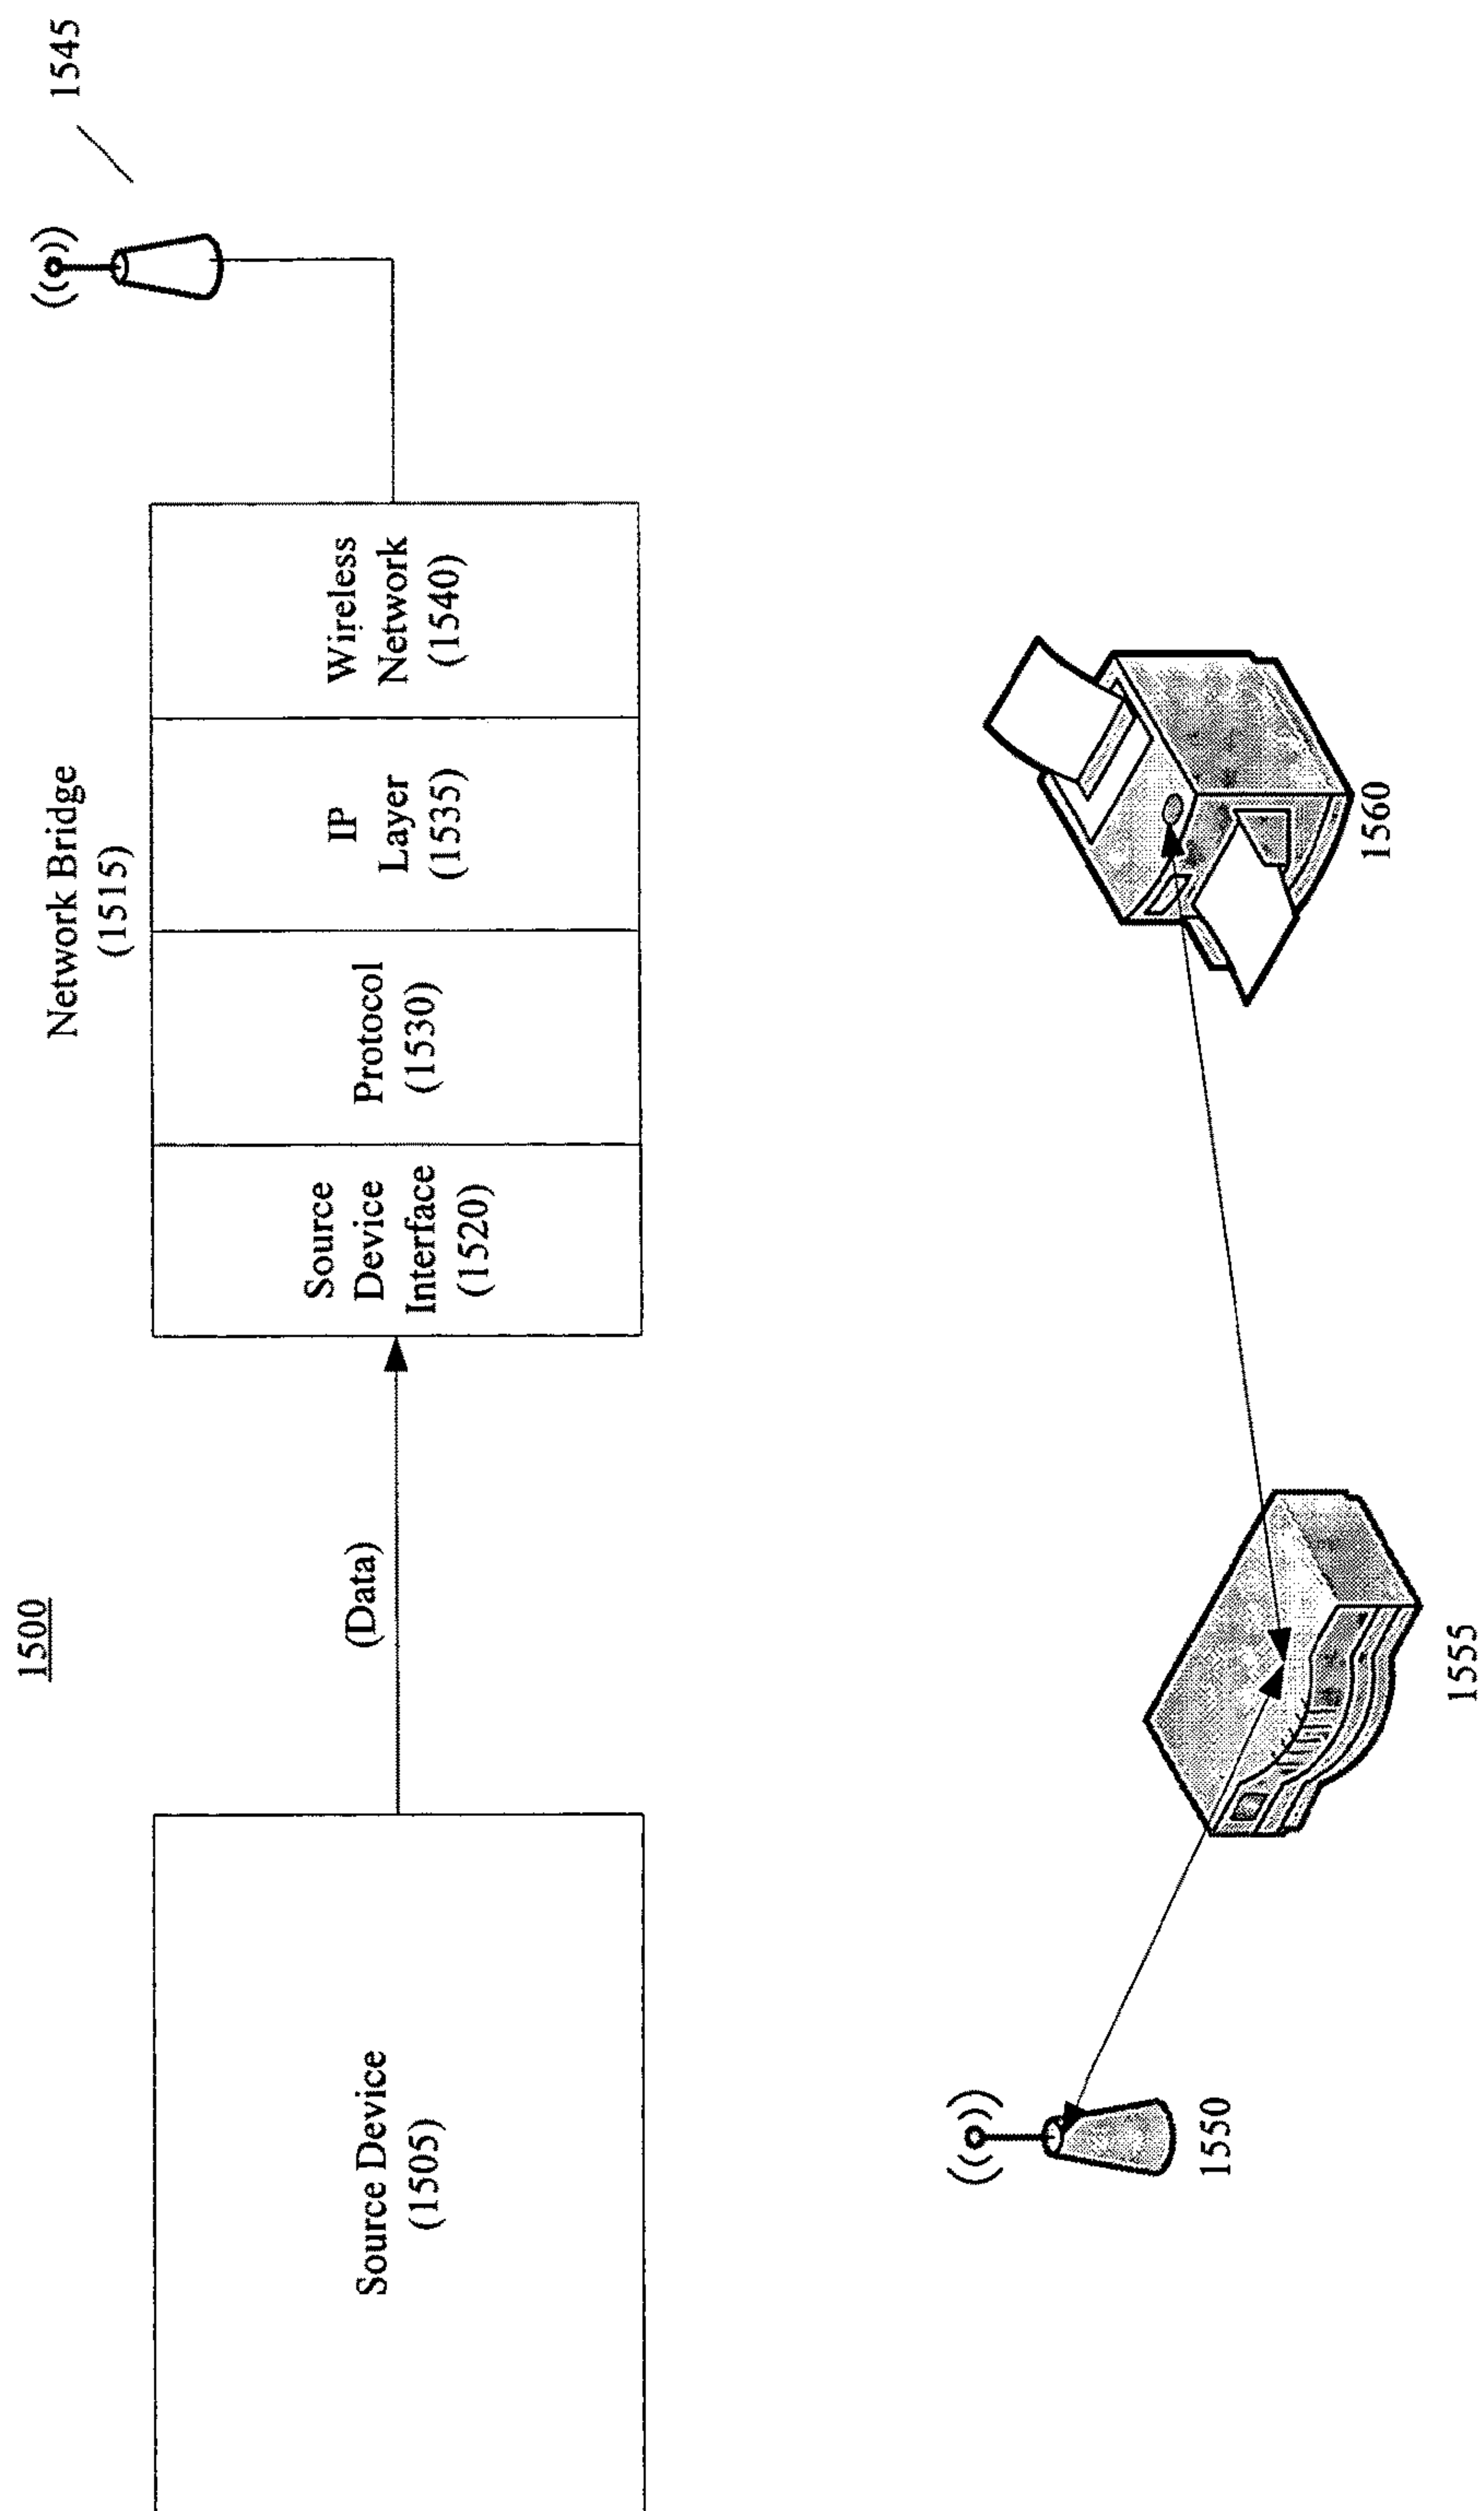 1500
Network Bridge
(1515)
1545
Source Device
(1505)
(Data)
Source
Device
Interface
(1520)
Protocol
(1530)
IP
Layer
(1535)
Wireless
Network
(1540)
1550
1555
1560